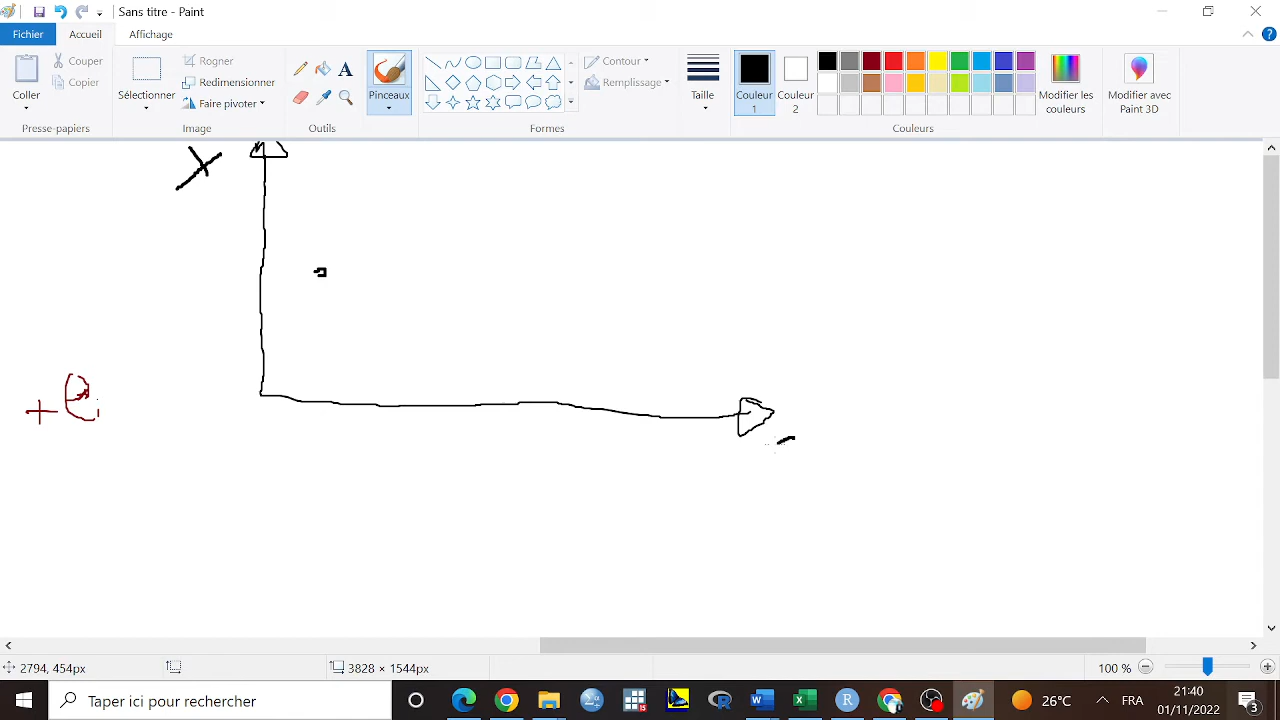 Sans titre - Paint
Fichier Accueil Affichage
Coller
Couper
Copier
Presse-papiers
Sélectionner
Rogner
Redimensionner
Faire pivoter
Image
A
Outils
Pinceaux
Contour
Remplissage
Formes
Taille
Couleur 1
Couleur 2
Couleurs
Modifier les couleurs
Modifier avec Paint 3D
+ ei
2794, 454px
3828 × 1544px
100 %
Taper ici pour rechercher
26°C
FRA
21:40
01/11/2022
3